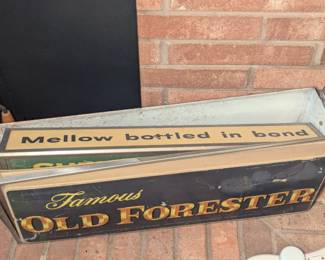 Mellow bottled in bond
Famous
OLD FORESTER